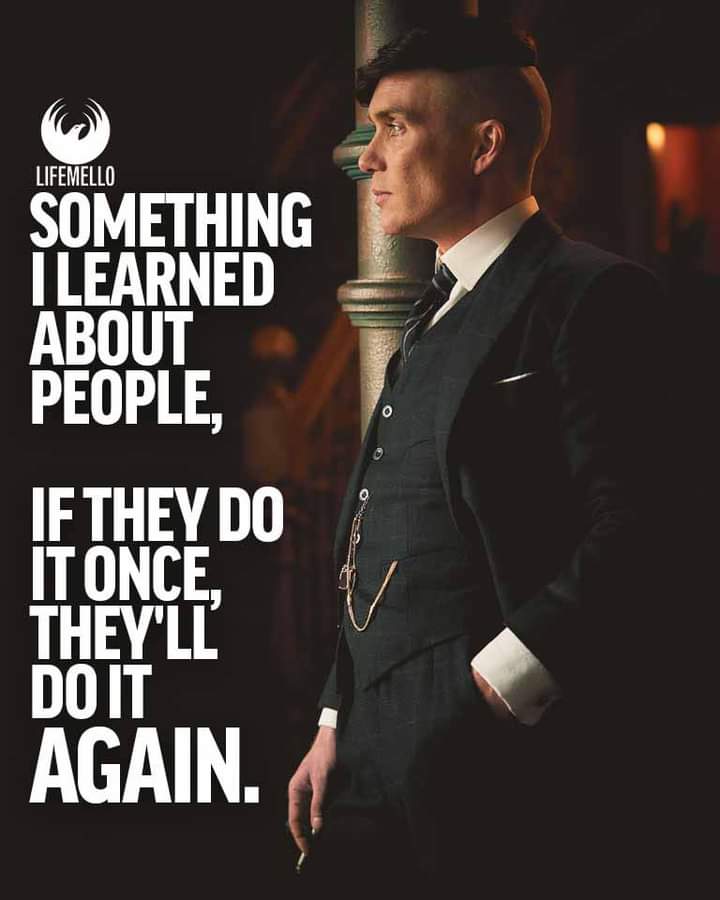 LIFEMELLO
SOMETHING
I LEARNED
ABOUT
PEOPLE,
IF THEY DO
IT ONCE,
THEY'LL
DO IT
AGAIN.